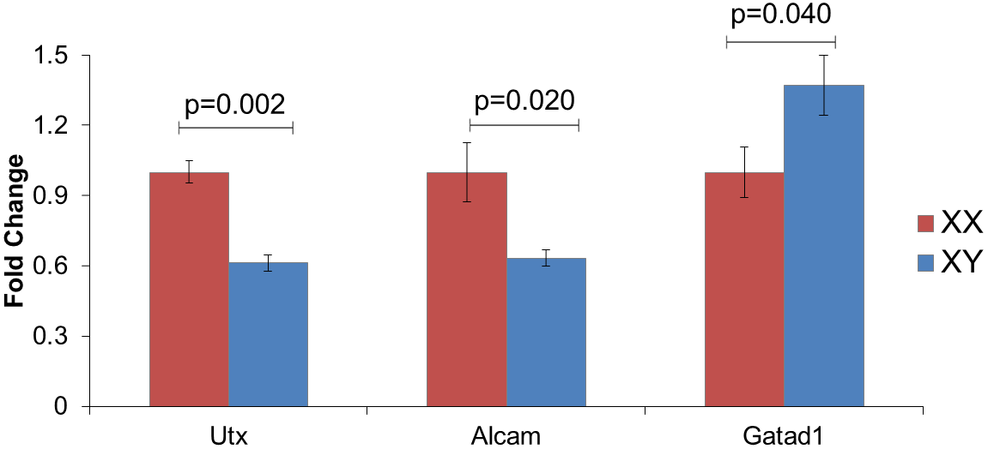 p=0.040
1.5
p=0.002
p=0.020
1.2
0.9
0.6
0.3
0
Fold Change
XX
XY
Utx
Alcam
Gatad1